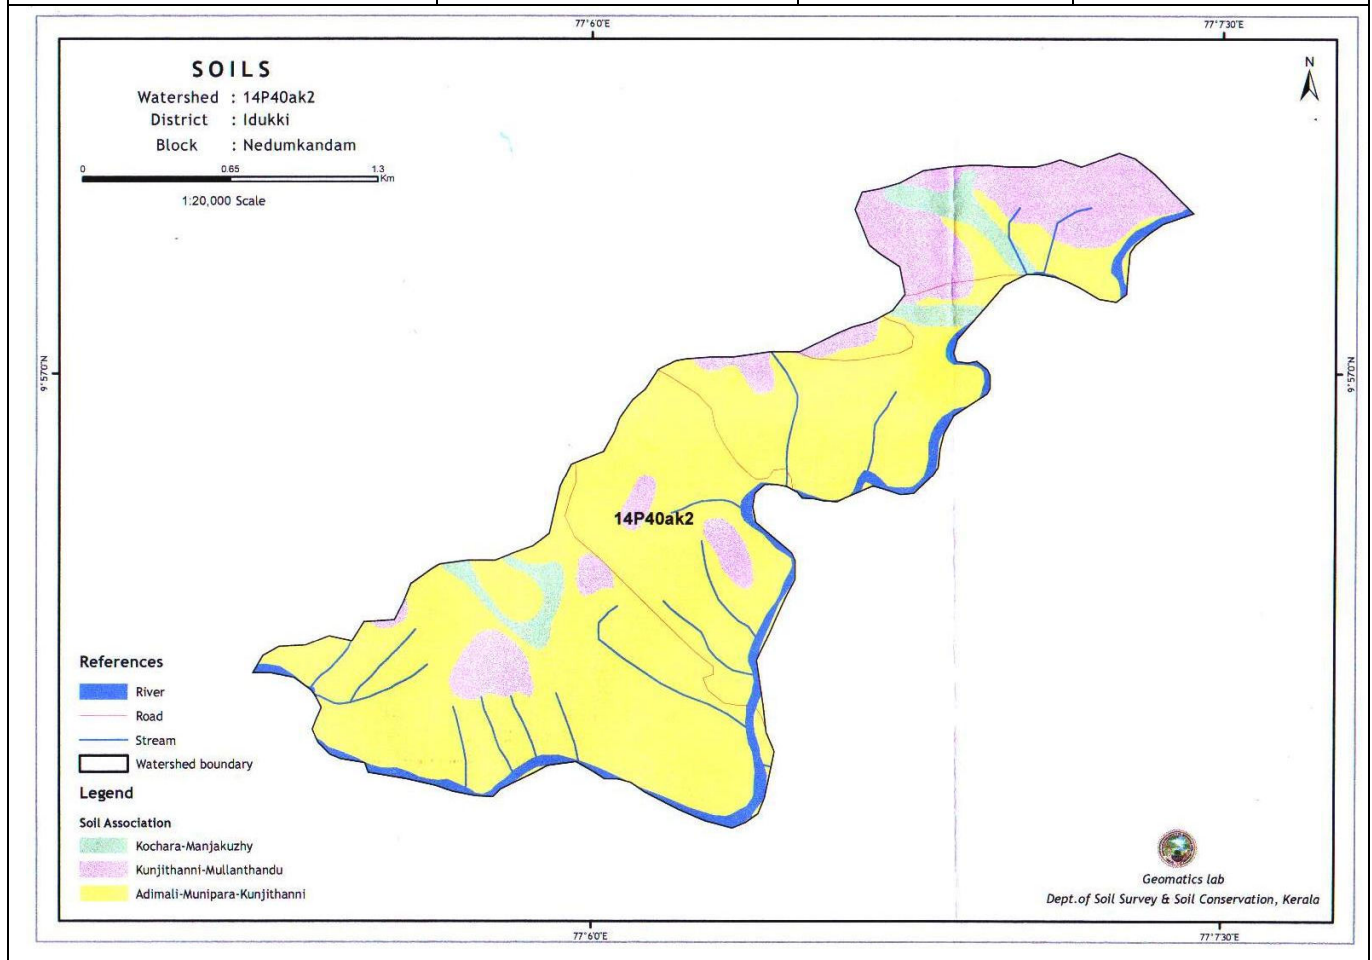 77°6'0"E
77°7'30"E
SOILS
Watershed : 14P40ak2
District : Idukki
Block : Nedumkandam
0 0.65 1.3
Km
1:20,000 Scale
N
9°57'0"N
9°57'0"N
14P40ak2
References
River
Road
Stream
Watershed boundary
Legend
Soil Association
Kochara-Manjakuzhy
Kunjithanni-Mullanthandu
Adimali-Munipara-Kunjithanni
Geomatics lab
Dept.of Soil Survey & Soil Conservation, Kerala
77°6'0"E
77°7'30"E